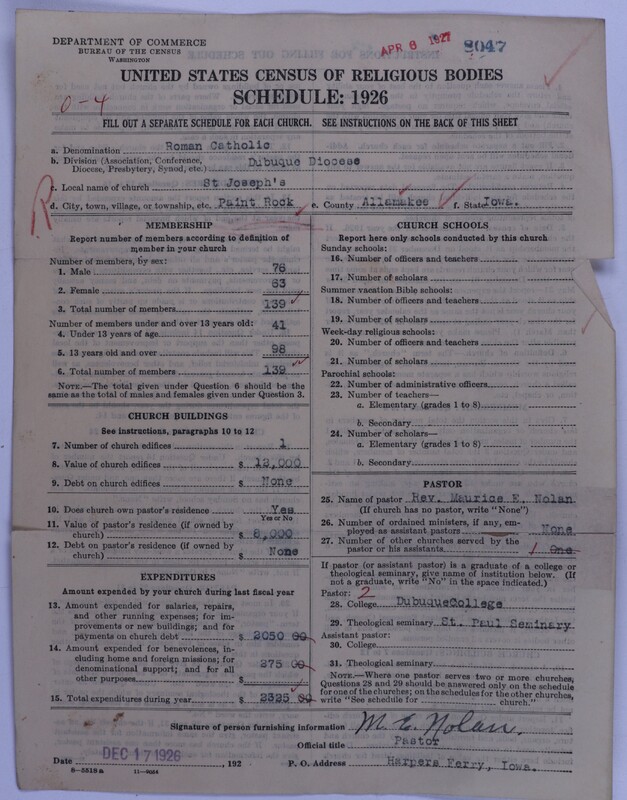 DEPARTMENT OF COMMERCE
BUREAU OF THE CENSUS
WASHINGTON
APR 6 1927
8047
UNITED STATES CENSUS OF RELIGIOUS BODIES
SCHEDULE: 1926
0-4
FILL OUT A SEPARATE SCHEDULE FOR EACH CHURCH. SEE INSTRUCTIONS ON THE BACK OF THIS SHEET
a. Denomination Roman Catholic
b. Division (Association, Conference, Diocese, Presbytery, Synod, etc.) Dubuque Diocese
c. Local name of church St Joseph's
R
d. City, town, village, or township, etc. Paint Rock e. County Allamakee f. State Iowa.
MEMBERSHIP
Report number of members according to definition of
member in your church
Number of members, by sex:
1. Male 76
2. Female 63
3. Total number of members 139
Number of members under and over 13 years old:
4. Under 13 years of age 41
5. 13 years old and over 98
6. Total number of members 139
NOTE.—The total given under Question 6 should be the
same as the total of males and females given under Question 3.
CHURCH BUILDINGS
See instructions, paragraphs 10 to 12
7. Number of church edifices 1
8. Value of church edifices $ 12,000
9. Debt on church edifices $ None
10. Does church own pastor's residence Yes
Yes or No
11. Value of pastor's residence (if owned by
church) $ 8,000
12. Debt on pastor's residence (if owned by
church) $ None
EXPENDITURES
Amount expended by your church during last fiscal year
13. Amount expended for salaries, repairs,
and other running expenses; for im-
provements or new buildings; and for
payments on church debt $ 2050 00
14. Amount expended for benevolences, in-
cluding home and foreign missions; for
denominational support; and for all
other purposes $ 275 00
15. Total expenditures during year $ 2325 00
CHURCH SCHOOLS
Report here only schools conducted by this church
Sunday schools:
16. Number of officers and teachers
17. Number of scholars
Summer vacation Bible schools:
18. Number of officers and teachers
19. Number of scholars
Week-day religious schools:
20. Number of officers and teachers
21. Number of scholars
Parochial schools:
22. Number of administrative officers
23. Number of teachers—
a. Elementary (grades 1 to 8)
b. Secondary
24. Number of scholars—
a. Elementary (grades 1 to 8)
b. Secondary
PASTOR
25. Name of pastor Rev. Maurice E. Nolan
(If church has no pastor, write "None")
26. Number of ordained ministers, if any, em-
ployed as assistant pastors None
27. Number of other churches served by the
pastor or his assistants 1 One
If pastor (or assistant pastor) is a graduate of a college or
theological seminary, give name of institution below. (If
not a graduate, write "No" in the space indicated.)
Pastor: 2
28. College DubuqueCollege
29. Theological seminary St. Paul Seminary
Assistant pastor:
30. College
31. Theological seminary
NOTE.—Where one pastor serves two or more churches,
Questions 28 and 29 should be answered only on the schedule
for one of the churches; on the schedules for the other churches,
write "See schedule for church."
Signature of person furnishing information M. E. Nolan.
Official title Pastor
DEC 17 1926
Date , 192 P. O. Address Harpers Ferry, Iowa.
8-5518a 11-9054